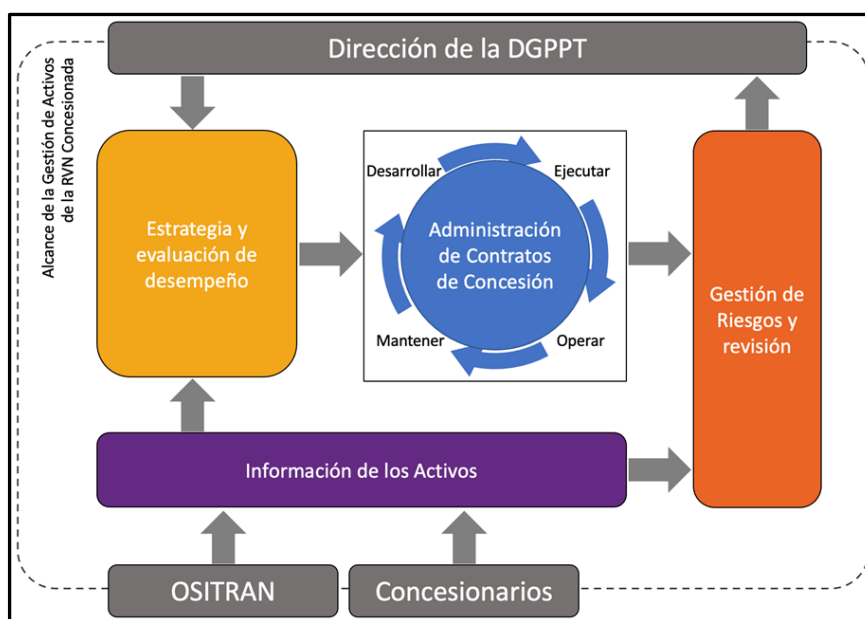 Dirección de la DGPPT
Alcance de la Gestión de Activos
de la RVN Concesionada
Estrategia y
evaluación de
desempeño
Desarrollar
Ejecutar
Administración
de Contratos
de Concesión
Mantener
Operar
Gestión de
Riesgos y
revisión
Información de los Activos
OSITRAN
Concesionarios